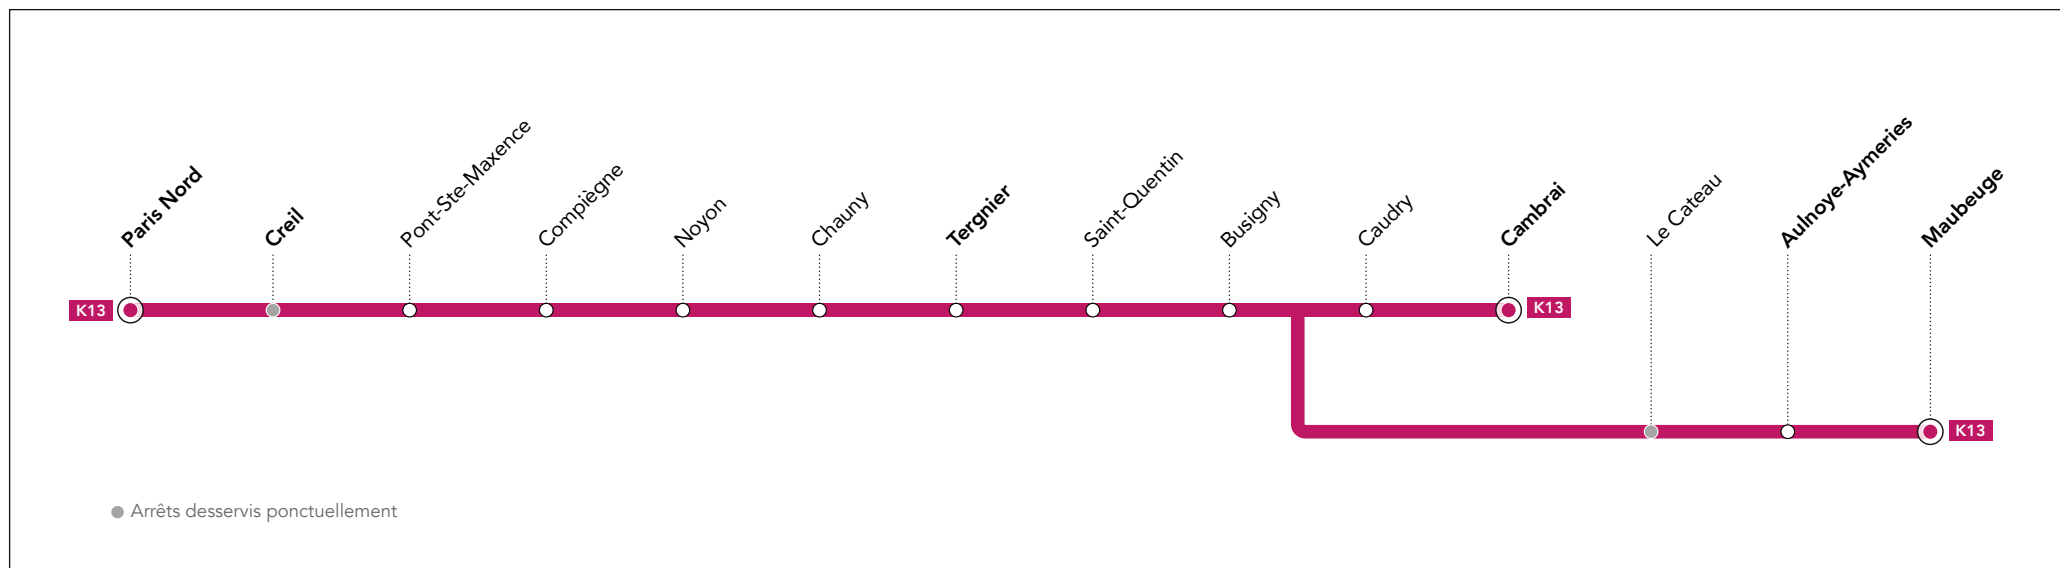 Paris Nord
Creil
Pont-Ste-Maxence
Compiègne
Noyon
Chauny
Tergnier
Saint-Quentin
Busigny
Caudry
Cambrai
Le Cateau
Aulnoye-Aymeries
Maubeuge
K13
K13
K13
Arrêts desservis ponctuellement